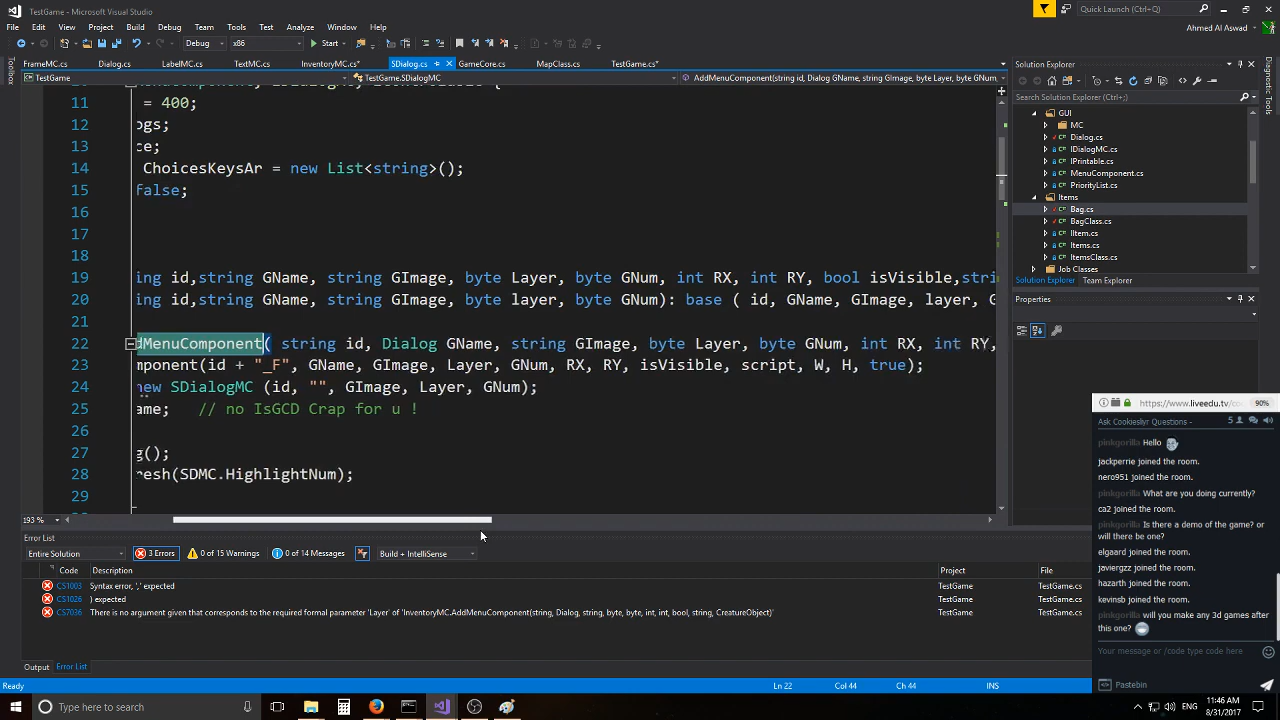 TestGame
Quick Launch (Ctrl+Q)
File Edit View Project Build Debug Team Tools Architecture Test Analyze Window Help
Ahmed Al Aswad
Debug x86 Start
FrameMC.cs Dialog.cs LabelMC.cs TextMC.cs InventoryMC.cs* SDialog.cs GameCore.cs MapClass.cs TestGame.cs*
TestGame TestGame.SDialogMC AddMenuComponent(string id, Dialog GName, string GImage, byte Layer, byte GNum
Toolbox
11 = 400;
12 ogs;
13 ce;
14 ChoicesKeysAr = new List<string>();
15 false;
16
17
18
19 ing id,string GName, string GImage, byte Layer, byte GNum, int RX, int RY, bool isVisible,stri
20 ing id,string GName, string GImage, byte layer, byte GNum): base ( id, GName, GImage, layer, G
21
22 dMenuComponent( string id, Dialog GName, string GImage, byte Layer, byte GNum, int RX, int RY,
23 mponent(id + "_F", GName, GImage, Layer, GNum, RX, RY, isVisible, script, W, H, true);
24 new SDialogMC (id, "", GImage, Layer, GNum);
25 ame; // no IsGCD Crap for u !
26
27 g();
28 resh(SDMC.HighlightNum);
29
193 %
Solution Explorer
Search Solution Explorer (Ctrl+;)
GUI
MC
Dialog.cs
IDialogMC.cs
IPrintable.cs
MenuComponent.cs
PriorityList.cs
Items
Bag.cs
BagClass.cs
IItem.cs
Items.cs
ItemsClass.cs
Job Classes
Solution Explorer Team Explorer
Properties
Diagnostic Tools
Error List
Entire Solution 3 Errors 0 of 15 Warnings 0 of 14 Messages Build + IntelliSense
Code Description Project File
CS1003 Syntax error, ',' expected TestGame TestGame.cs
CS1026 ) expected TestGame TestGame.cs
CS7036 There is no argument given that corresponds to the required formal parameter 'Layer' of 'InventoryMC.AddMenuComponent(string, Dialog, string, byte, byte, int, int, bool, string, CreatureObject)' TestGame TestGame.cs
Output Error List
Ready Ln 22 Col 44 Ch 44 INS
https://www.liveedu.tv/co 90%
Ask Cookieslyr Questions - 5
pinkgorilla Hello
jackperrie joined the room.
nero951 joined the room.
pinkgorilla What are you doing currently?
ca2 joined the room.
pinkgorilla Is there a demo of the game? or
will there be one?
elgaard joined the room.
javiergzz joined the room.
hazarth joined the room.
kevinsb joined the room.
pinkgorilla will you make any 3d games after
this one?
Your message or /code type code here
Pastebin
Type here to search
ENG
11:46 AM
8/31/2017